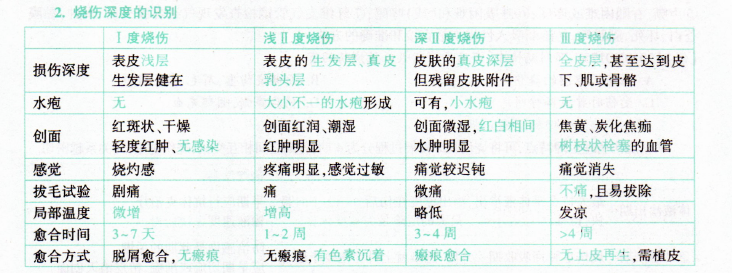 2. 烧伤深度的识别
Ⅰ度烧伤 浅Ⅱ度烧伤 深Ⅱ度烧伤 Ⅲ度烧伤
损伤深度 表皮浅层 生发层健在 表皮的生发层、真皮乳头层 皮肤的真皮深层 但残留皮肤附件 全皮层,甚至达到皮下、肌或骨骼
水疱 无 大小不一的水疱形成 可有,小水疱 无
创面 红斑状、干燥 轻度红肿、无感染 创面红润、潮湿 红肿明显 创面微湿,红白相间 水肿明显 焦黄、炭化焦痂 树枝状栓塞的血管
感觉 烧灼感 疼痛明显,感觉过敏 痛觉较迟钝 痛觉消失
拔毛试验 剧痛 痛 微痛 不痛,且易拔除
局部温度 微增 增高 略低 发凉
愈合时间 3~7天 1~2周 3~4周 >4周
愈合方式 脱屑愈合,无瘢痕 无瘢痕,有色素沉着 瘢痕愈合 无上皮再生,需植皮